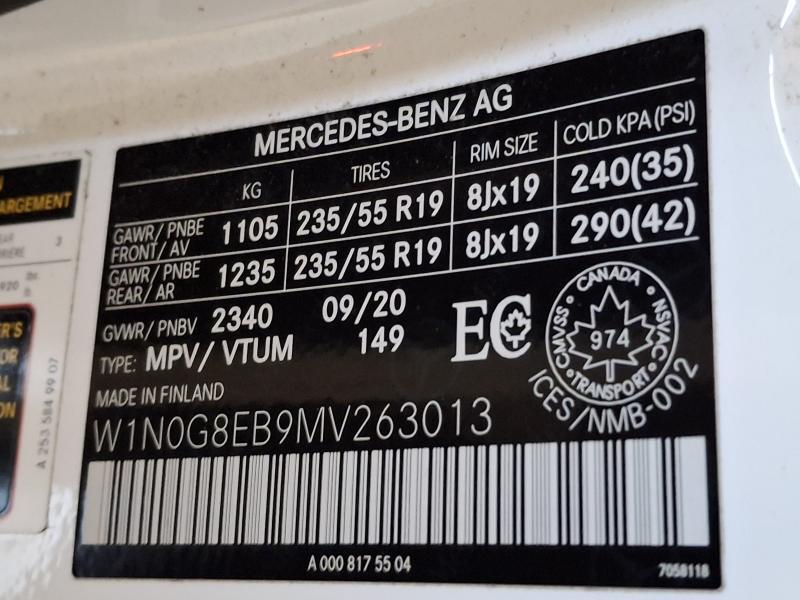 MERCEDES-BENZ AG
KG TIRES RIM SIZE COLD KPA (PSI)
GAWR/ PNBE FRONT/ AV 1105 235/55 R19 8Jx19 240(35)
GAWR/ PNBE REAR/ AR 1235 235/55 R19 8Jx19 290(42)
GVWR/ PNBV 2340 09/20
TYPE: MPV/ VTUM 149
EC
CANADA
CMVSS 974 NSVAC
TRANSPORT
ICES/NMB-002
MADE IN FINLAND
W1N0G8EB9MV263013
A 000 817 55 04
7058118
ARGEMENT
3
920 lbs.
A 253 584 99 07